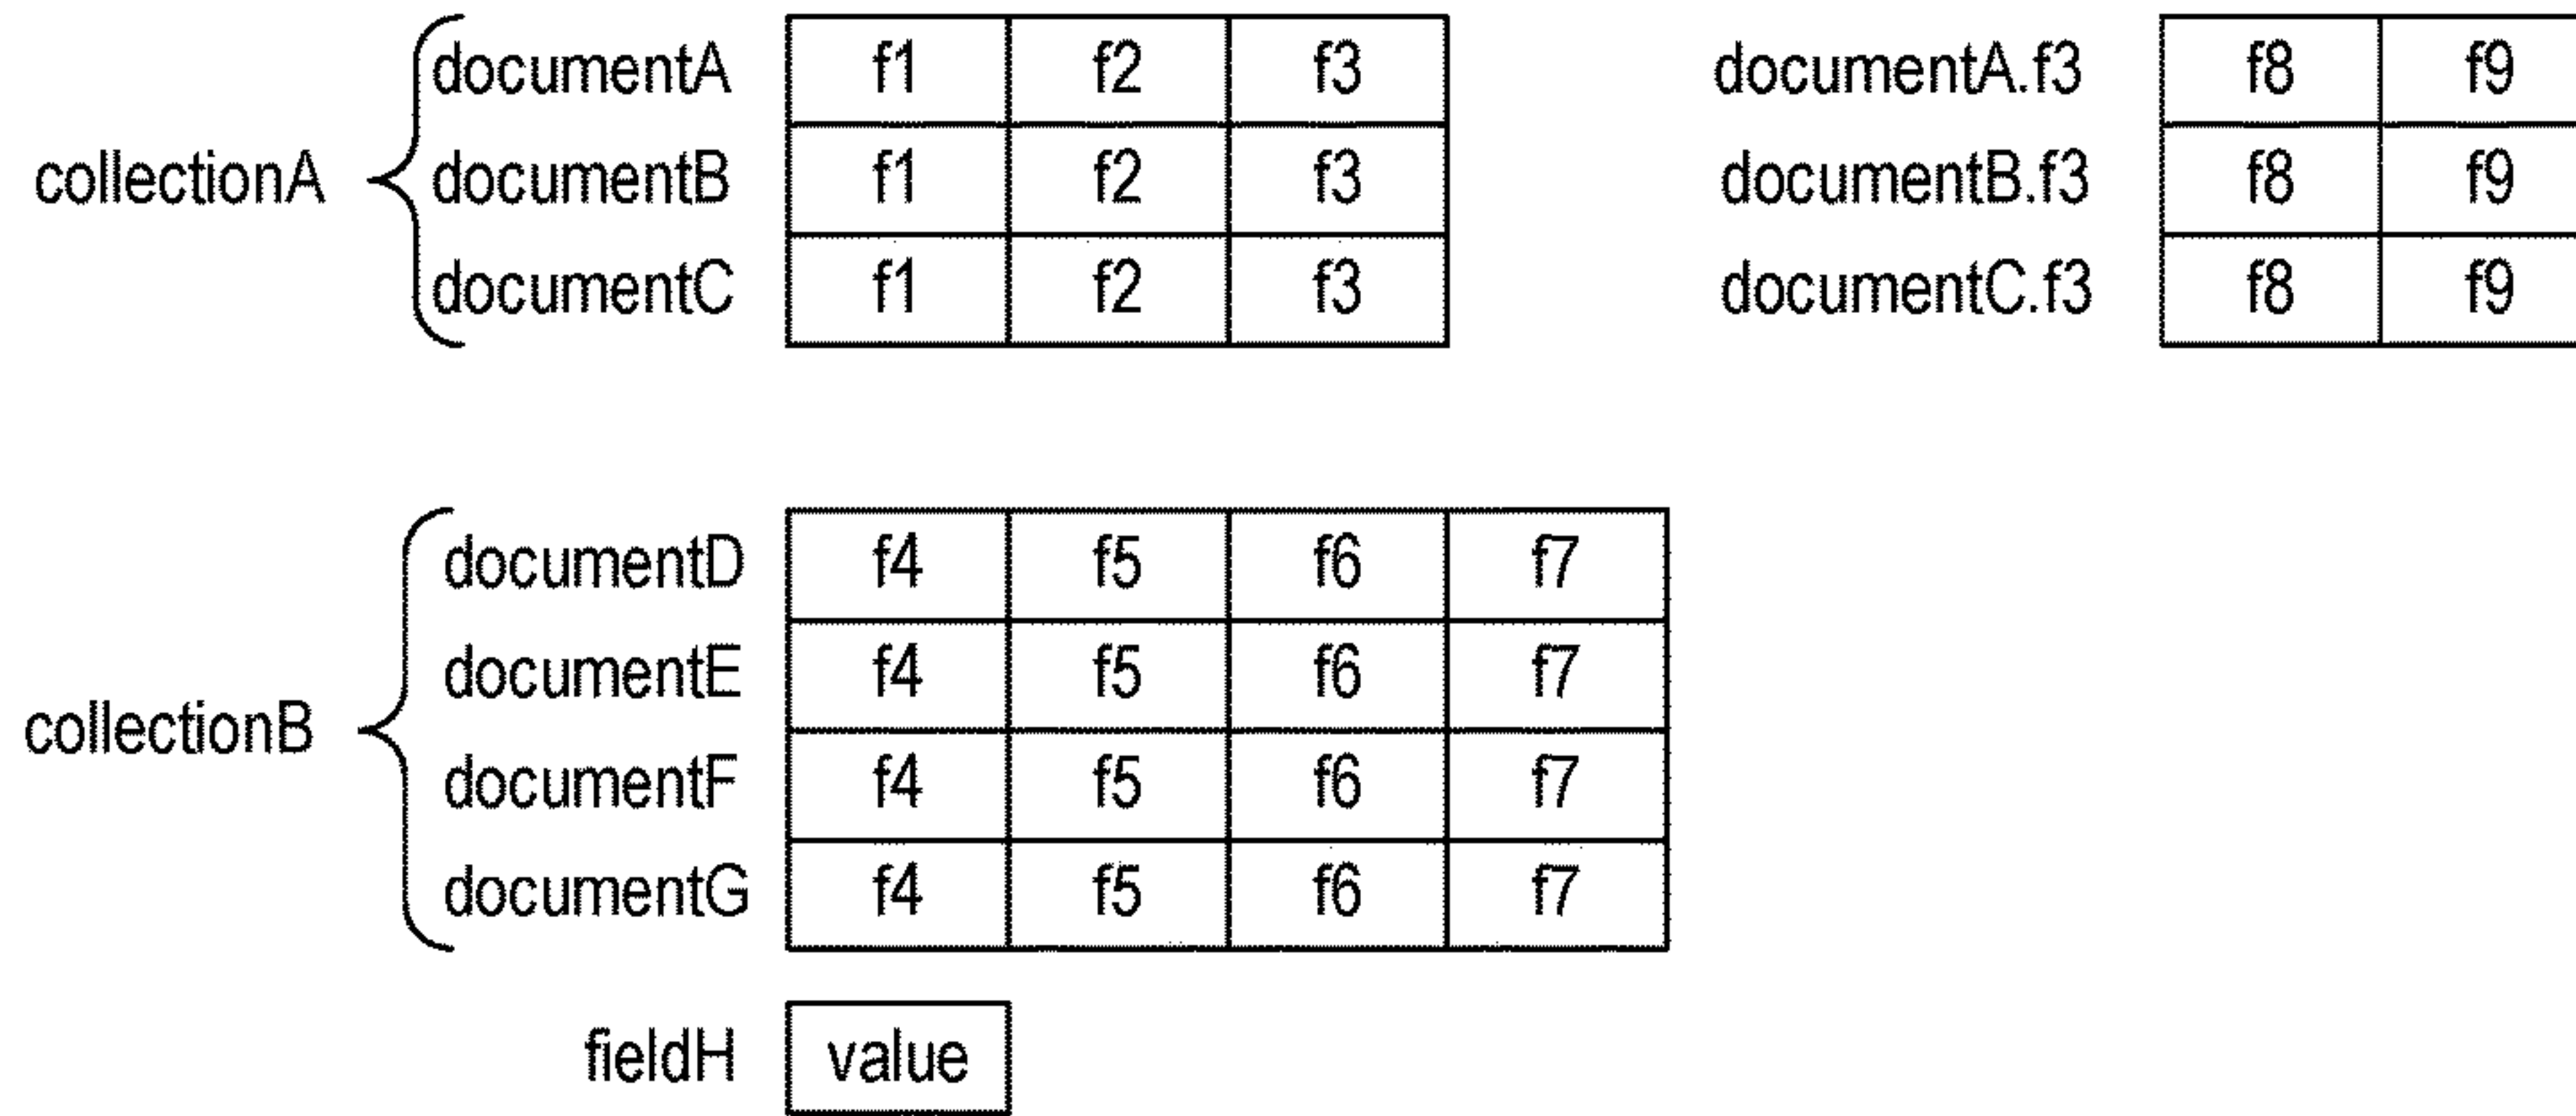 documentA f1 f2 f3 documentA.f3 f8 f9
collectionA documentB f1 f2 f3 documentB.f3 f8 f9
documentC f1 f2 f3 documentC.f3 f8 f9
documentD f4 f5 f6 f7
documentE f4 f5 f6 f7
collectionB
documentF f4 f5 f6 f7
documentG f4 f5 f6 f7
fieldH value